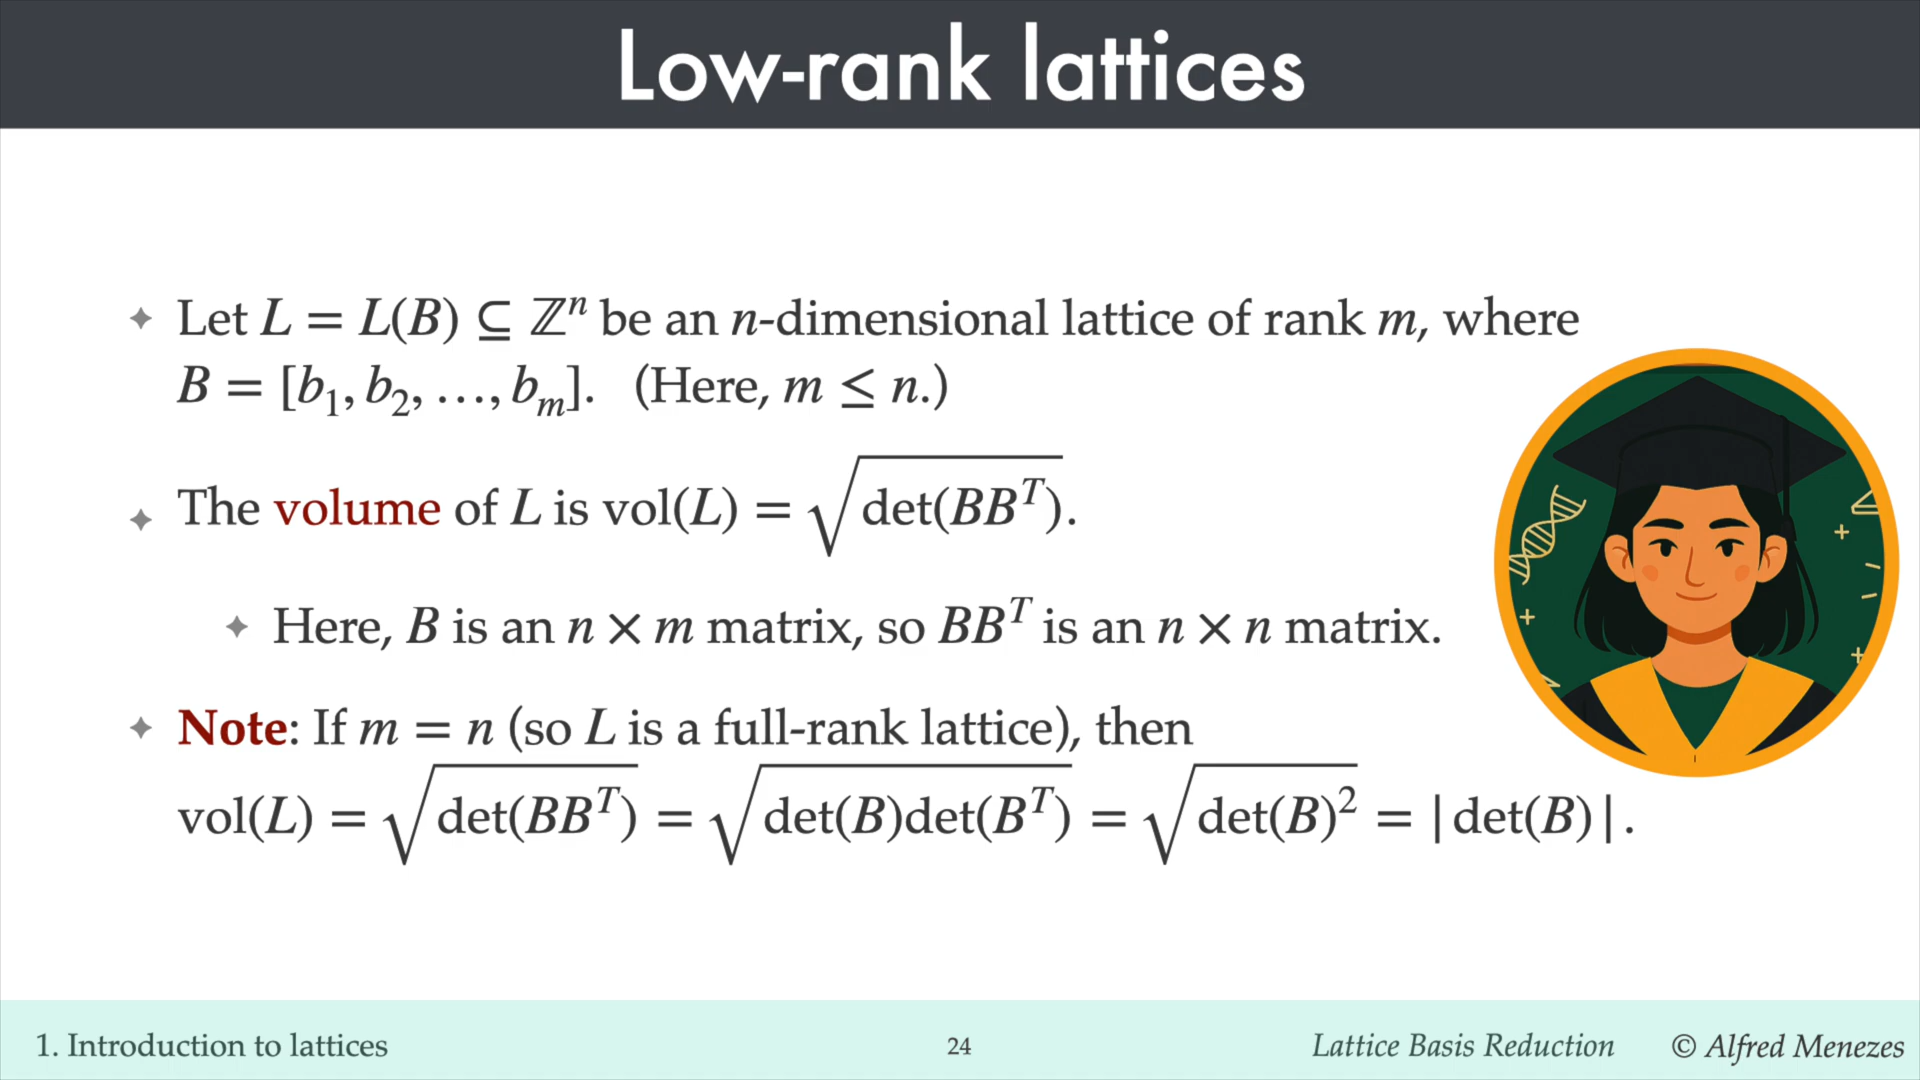 Low-rank lattices
Let L = L(B) ⊆ ℤⁿ be an n-dimensional lattice of rank m, where
B = [b₁, b₂, …, bₘ]. (Here, m ≤ n.)
The volume of L is vol(L) = √det(BBᵀ).
Here, B is an n × m matrix, so BBᵀ is an n × n matrix.
Note: If m = n (so L is a full-rank lattice), then
vol(L) = √det(BBᵀ) = √det(B)det(Bᵀ) = √det(B)² = |det(B)|.
1. Introduction to lattices
24
Lattice Basis Reduction
© Alfred Menezes